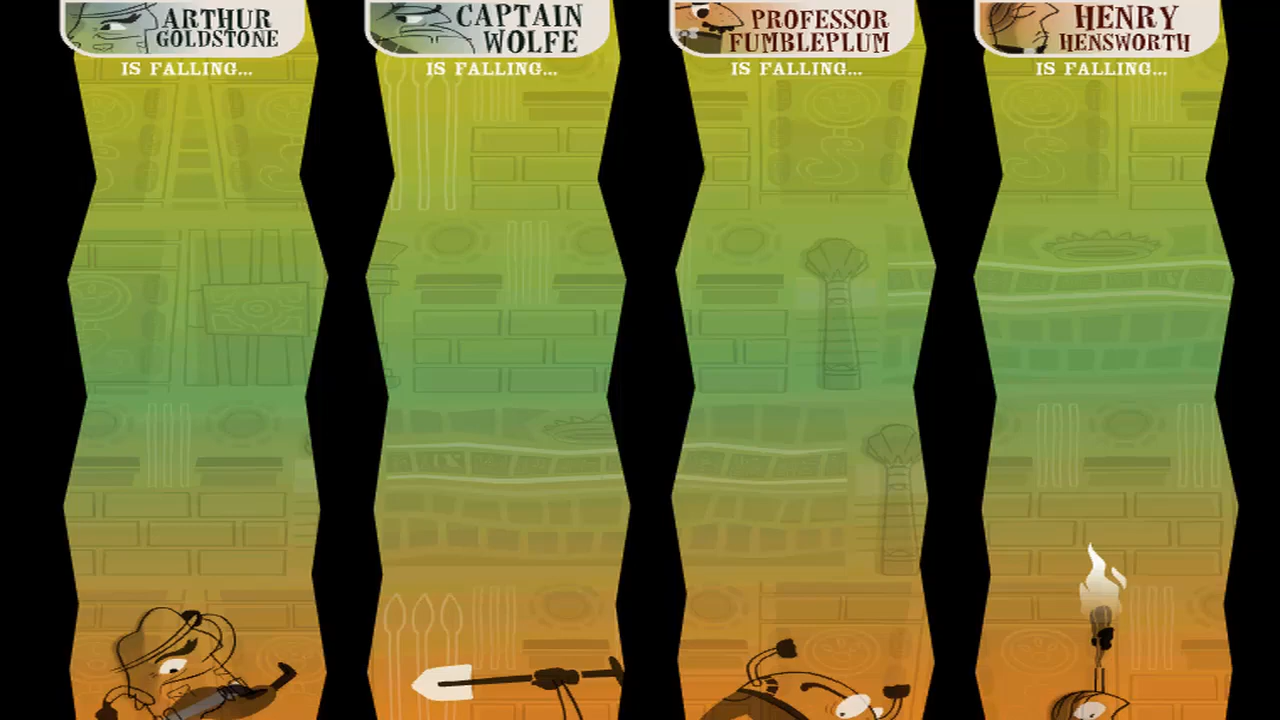 ARTHUR
GOLDSTONE
IS FALLING...
CAPTAIN
WOLFE
IS FALLING...
PROFESSOR
FUMBLEPLUM
IS FALLING...
HENRY
HENSWORTH
IS FALLING...